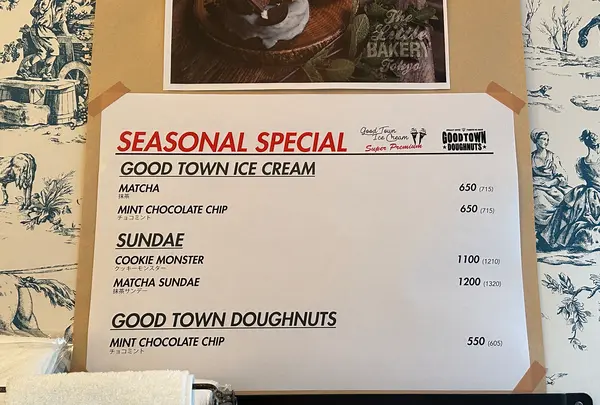 The
Little
BAKERY
Tokyo
SEASONAL SPECIAL
Good Town
Ice Cream
Super Premium
GOODTOWN
DOUGHNUTS
GOOD TOWN ICE CREAM
MATCHA 650 (715)
抹茶
MINT CHOCOLATE CHIP 650 (715)
チョコミント
SUNDAE
COOKIE MONSTER 1100 (1210)
クッキーモンスター
MATCHA SUNDAE 1200 (1320)
抹茶サンデー
GOOD TOWN DOUGHNUTS
MINT CHOCOLATE CHIP 550 (605)
チョコミント